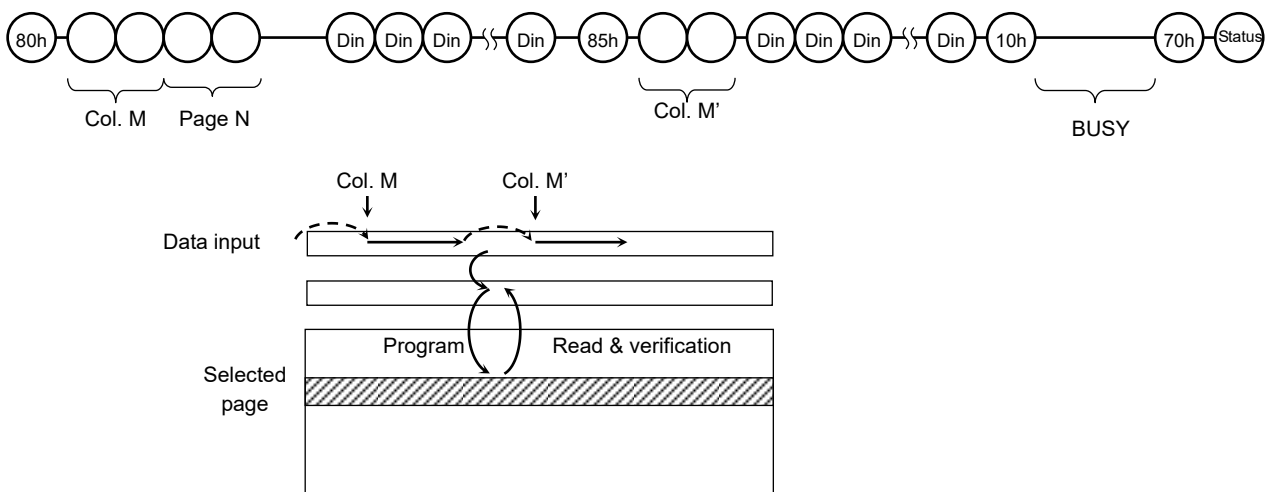 80h Din Din Din Din 85h Din Din Din Din 10h 70h Status
Col. M Page N Col. M’ BUSY
Col. M Col. M’
Data input
Program Read & verification
Selected
page